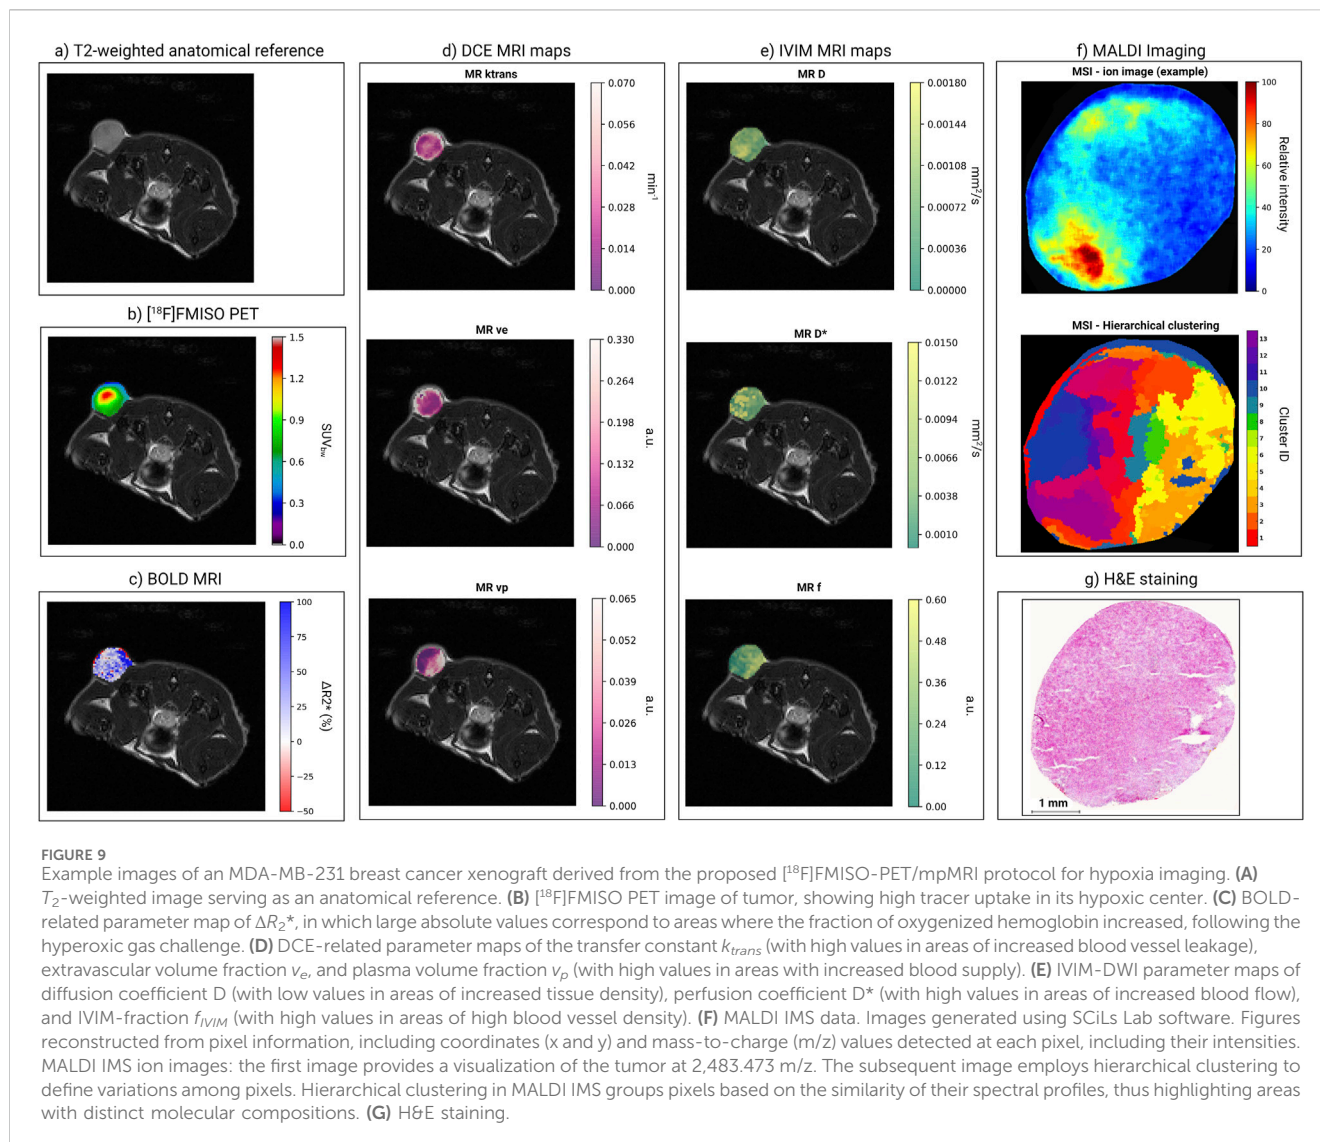 a) T2-weighted anatomical reference
b) [¹⁸F]FMISO PET
1.5
1.2
0.9
0.6
0.3
0.0
SUVbw
c) BOLD MRI
100
75
50
25
0
−25
−50
ΔR2* (%)
d) DCE MRI maps
MR ktrans
0.070
0.056
0.042
0.028
0.014
0.000
min⁻¹
MR ve
0.330
0.264
0.198
0.132
0.066
0.000
a.u.
MR vp
0.065
0.052
0.039
0.026
0.013
0.000
a.u.
e) IVIM MRI maps
MR D
0.00180
0.00144
0.00108
0.00072
0.00036
0.00000
mm²/s
MR D*
0.0150
0.0122
0.0094
0.0066
0.0038
0.0010
mm²/s
MR f
0.60
0.48
0.36
0.24
0.12
0.00
a.u.
f) MALDI Imaging
MSI - ion image (example)
100
80
60
40
20
0
Relative intensity
MSI - Hierarchical clustering
13
12
11
10
9
8
7
6
5
4
3
2
1
Cluster ID
g) H&E staining
1 mm
FIGURE 9
Example images of an MDA-MB-231 breast cancer xenograft derived from the proposed [¹⁸F]FMISO-PET/mpMRI protocol for hypoxia imaging. (A)
T₂-weighted image serving as an anatomical reference. (B) [¹⁸F]FMISO PET image of tumor, showing high tracer uptake in its hypoxic center. (C) BOLD-
related parameter map of ΔR₂*, in which large absolute values correspond to areas where the fraction of oxygenized hemoglobin increased, following the
hyperoxic gas challenge. (D) DCE-related parameter maps of the transfer constant ktrans (with high values in areas of increased blood vessel leakage),
extravascular volume fraction ve, and plasma volume fraction vp (with high values in areas with increased blood supply). (E) IVIM-DWI parameter maps of
diffusion coefficient D (with low values in areas of increased tissue density), perfusion coefficient D* (with high values in areas of increased blood flow),
and IVIM-fraction fIVIM (with high values in areas of high blood vessel density). (F) MALDI IMS data. Images generated using SCiLs Lab software. Figures
reconstructed from pixel information, including coordinates (x and y) and mass-to-charge (m/z) values detected at each pixel, including their intensities.
MALDI IMS ion images: the first image provides a visualization of the tumor at 2,483.473 m/z. The subsequent image employs hierarchical clustering to
define variations among pixels. Hierarchical clustering in MALDI IMS groups pixels based on the similarity of their spectral profiles, thus highlighting areas
with distinct molecular compositions. (G) H&E staining.